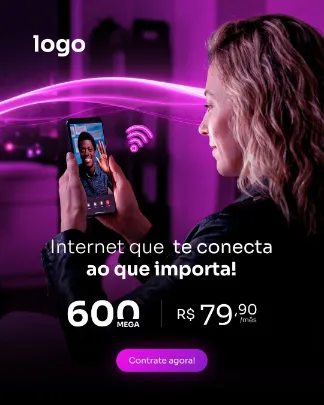 logo
Internet que te conecta
ao que importa!
600
MEGA
R$ 79,90
/mês
Contrate agora!